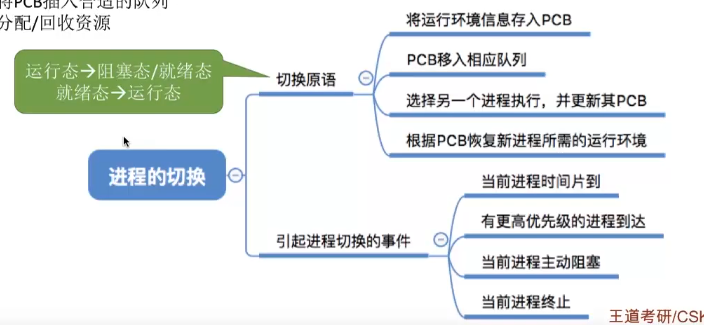 将PCB插入合适的队列
分配/回收资源
运行态→阻塞态/就绪态
就绪态→运行态
切换原语
将运行环境信息存入PCB
PCB移入相应队列
选择另一个进程执行，并更新其PCB
根据PCB恢复新进程所需的运行环境
进程的切换
引起进程切换的事件
当前进程时间片到
有更高优先级的进程到达
当前进程主动阻塞
当前进程终止
王道考研/CSK